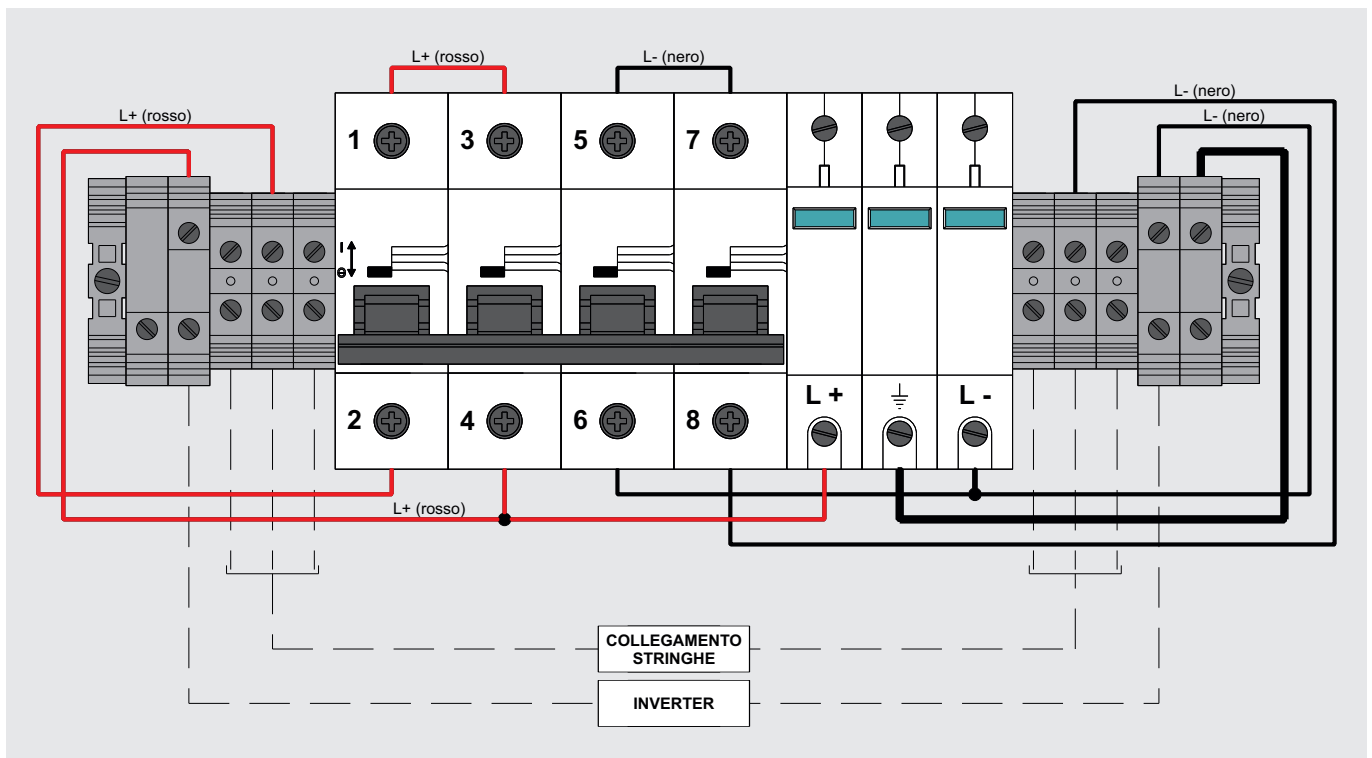 L+ (rosso)
L- (nero)
L- (nero)
L+ (rosso)
L- (nero)
1
3
5
7
I
L +
L -
2
4
6
8
L+ (rosso)
COLLEGAMENTO
STRINGHE
INVERTER